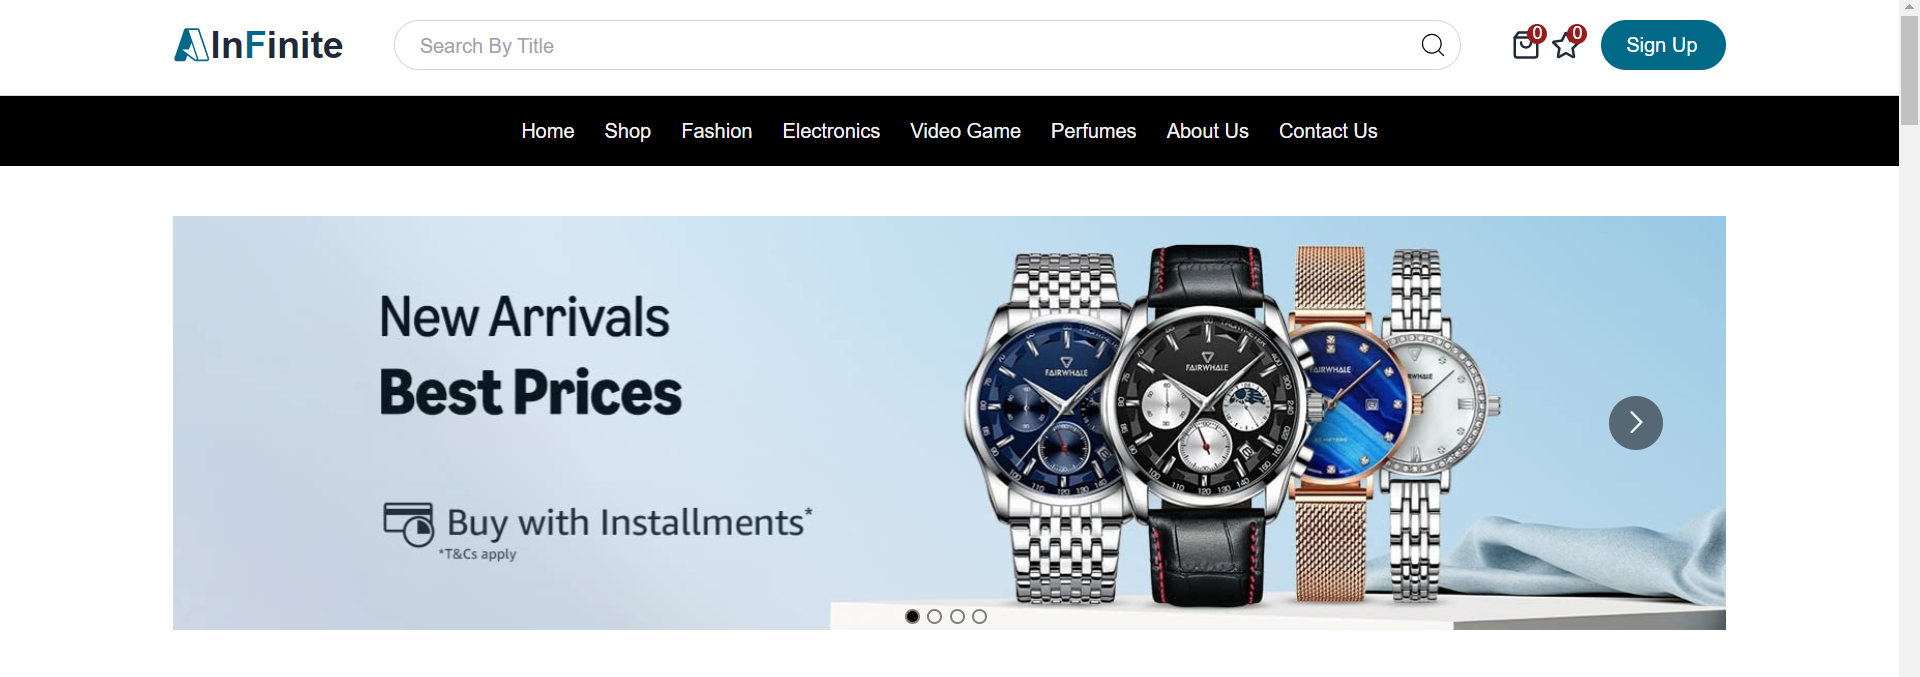 InFinite
Search By Title
0
0
Sign Up
Home Shop Fashion Electronics Video Game Perfumes About Us Contact Us
New Arrivals
Best Prices
Buy with Installments*
*T&Cs apply
FAIRWHALE
FAIRWHALE
FAIRWHALE